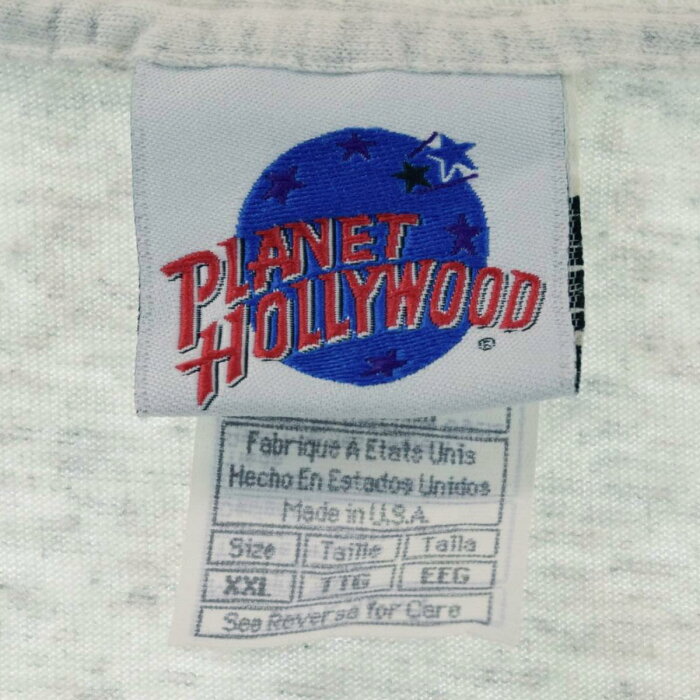 PLANET
HOLLYWOOD
®
Fabrique A Etats Unis
Hecho En Estados Unidos
Made in U.S.A.
Size Taille Talla
XXL TTG EEG
See Reverse for Care